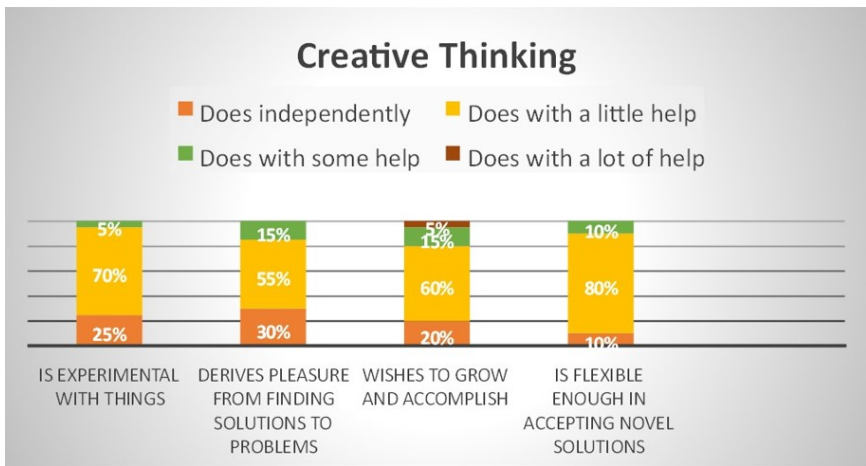 Creative Thinking
Does independently
Does with a little help
Does with some help
Does with a lot of help
5%
15%
5%
15%
10%
70%
55%
60%
80%
25%
30%
20%
10%
IS EXPERIMENTAL
WITH THINGS
DERIVES PLEASURE
FROM FINDING
SOLUTIONS TO
PROBLEMS
WISHES TO GROW
AND ACCOMPLISH
IS FLEXIBLE
ENOUGH IN
ACCEPTING NOVEL
SOLUTIONS